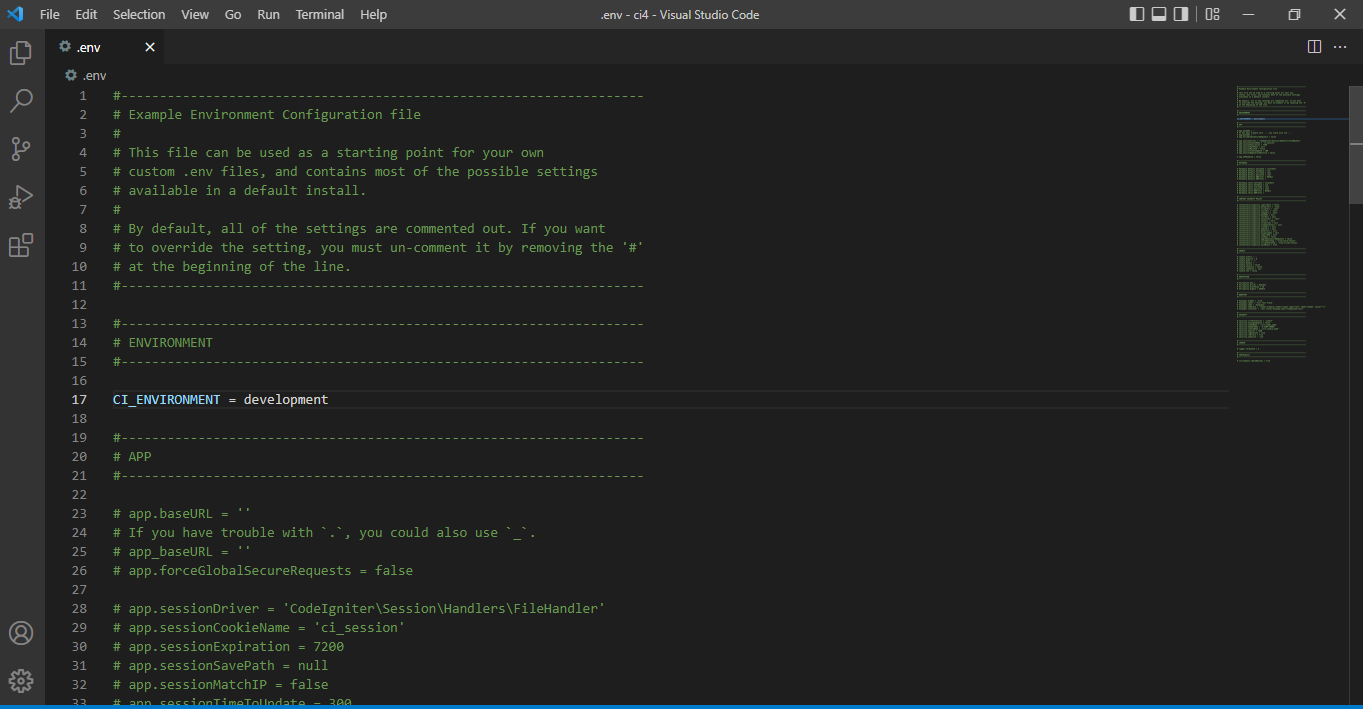 File Edit Selection View Go Run Terminal Help .env - ci4 - Visual Studio Code
.env
.env
1 #--------------------------------------------------------------------
2 # Example Environment Configuration file
3 #
4 # This file can be used as a starting point for your own
5 # custom .env files, and contains most of the possible settings
6 # available in a default install.
7 #
8 # By default, all of the settings are commented out. If you want
9 # to override the setting, you must un-comment it by removing the '#'
10 # at the beginning of the line.
11 #--------------------------------------------------------------------
12
13 #--------------------------------------------------------------------
14 # ENVIRONMENT
15 #--------------------------------------------------------------------
16
17 CI_ENVIRONMENT = development
18
19 #--------------------------------------------------------------------
20 # APP
21 #--------------------------------------------------------------------
22
23 # app.baseURL = ''
24 # If you have trouble with `.`, you could also use `_`.
25 # app_baseURL = ''
26 # app.forceGlobalSecureRequests = false
27
28 # app.sessionDriver = 'CodeIgniter\Session\Handlers\FileHandler'
29 # app.sessionCookieName = 'ci_session'
30 # app.sessionExpiration = 7200
31 # app.sessionSavePath = null
32 # app.sessionMatchIP = false
33 # app.sessionTimeToUpdate = 300